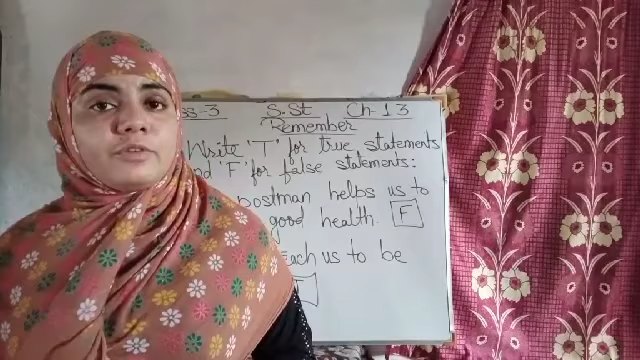 ss-3 S.St Ch-13
Remember
Write 'T' for true statements
nd 'F' for false statements:
postman helps us to
good health. F
each us to be